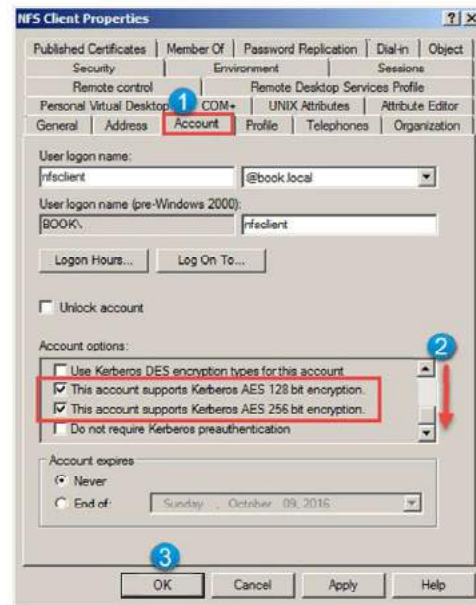 NFS Client Properties
? X
Published Certificates Member Of Password Replication Dial-in Object
Security Environment Sessions
Remote control Remote Desktop Services Profile
Personal Virtual Desktop COM+ UNIX Attributes Attribute Editor
1
General Address Account Profile Telephones Organization
User logon name:
nfsclient @book.local
User logon name (pre-Windows 2000):
BOOK\ nfsclient
Logon Hours... Log On To...
Unlock account
Account options:
2
Use Kerberos DES encryption types for this account
This account supports Kerberos AES 128 bit encryption.
This account supports Kerberos AES 256 bit encryption.
Do not require Kerberos preauthentication
Account expires
Never
End of: Sunday , October 09, 2016
3
OK Cancel Apply Help